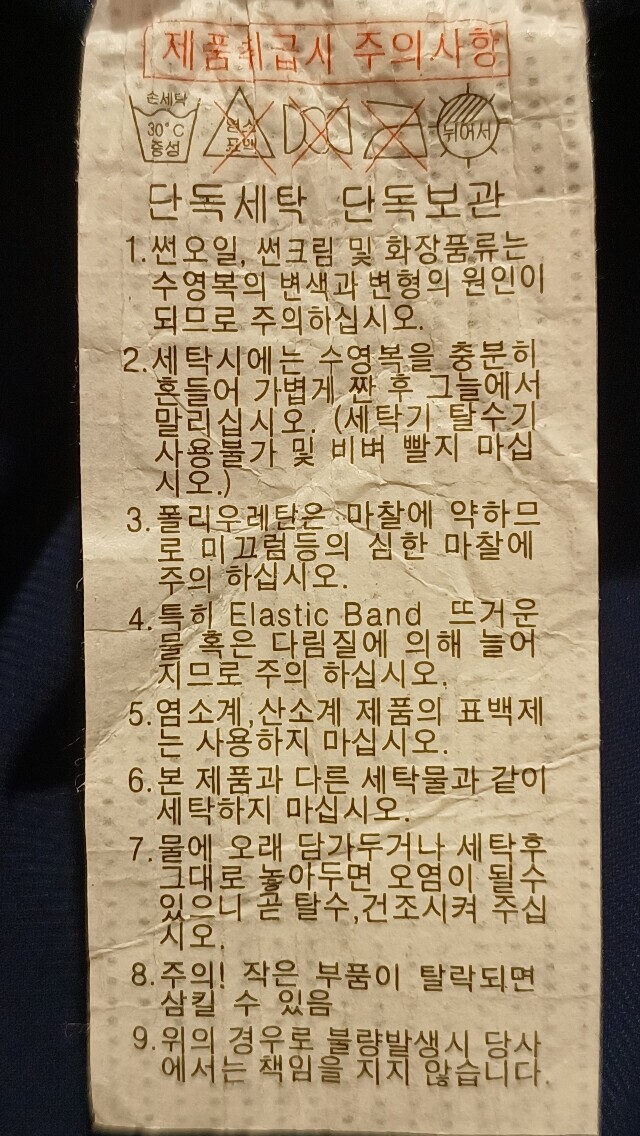 제품취급시 주의사항
손세탁
30°C
중성
염소
표백
뉘어서
단독세탁 단독보관
1.썬오일, 썬크림 및 화장품류는
수영복의 변색과 변형의 원인이
되므로 주의하십시오.
2.세탁시에는 수영복을 충분히
흔들어 가볍게 짠 후 그늘에서
말리십시오. (세탁기 탈수기
사용불가 및 비벼 빨지 마십
시오.)
3.폴리우레탄은 마찰에 약하므
로 미끄럼등의 심한 마찰에
주의 하십시오.
4.특히 Elastic Band 뜨거운
물 혹은 다림질에 의해 늘어
지므로 주의 하십시오.
5.염소계,산소계 제품의 표백제
는 사용하지 마십시오.
6.본 제품과 다른 세탁물과 같이
세탁하지 마십시오.
7.물에 오래 담가두거나 세탁후
그대로 놓아두면 오염이 될수
있으니 곧 탈수,건조시켜 주십
시오.
8.주의! 작은 부품이 탈락되면
삼킬 수 있음
9.위의 경우로 불량발생시 당사
에서는 책임을 지지 않습니다.